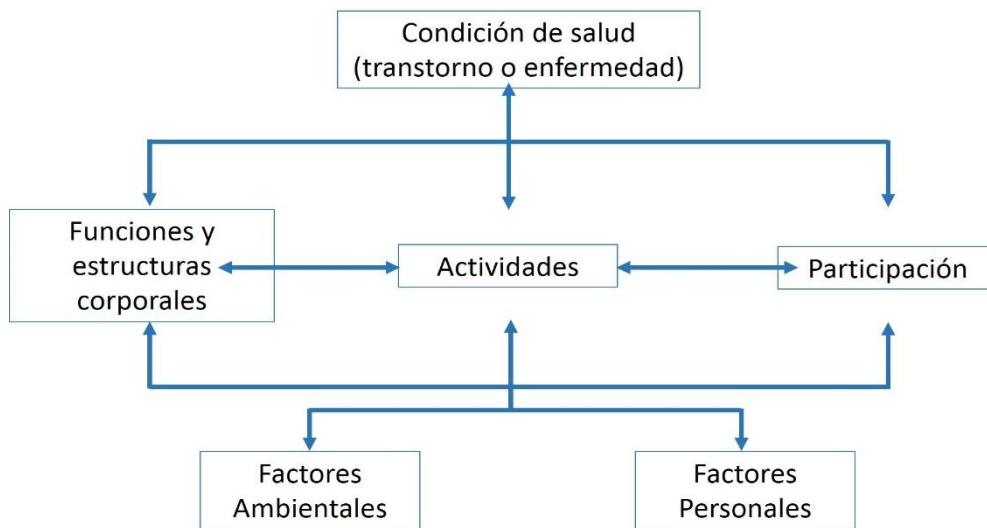 Condición de salud
(transtorno o enfermedad)
Funciones y
estructuras
corporales
Actividades
Participación
Factores
Ambientales
Factores
Personales